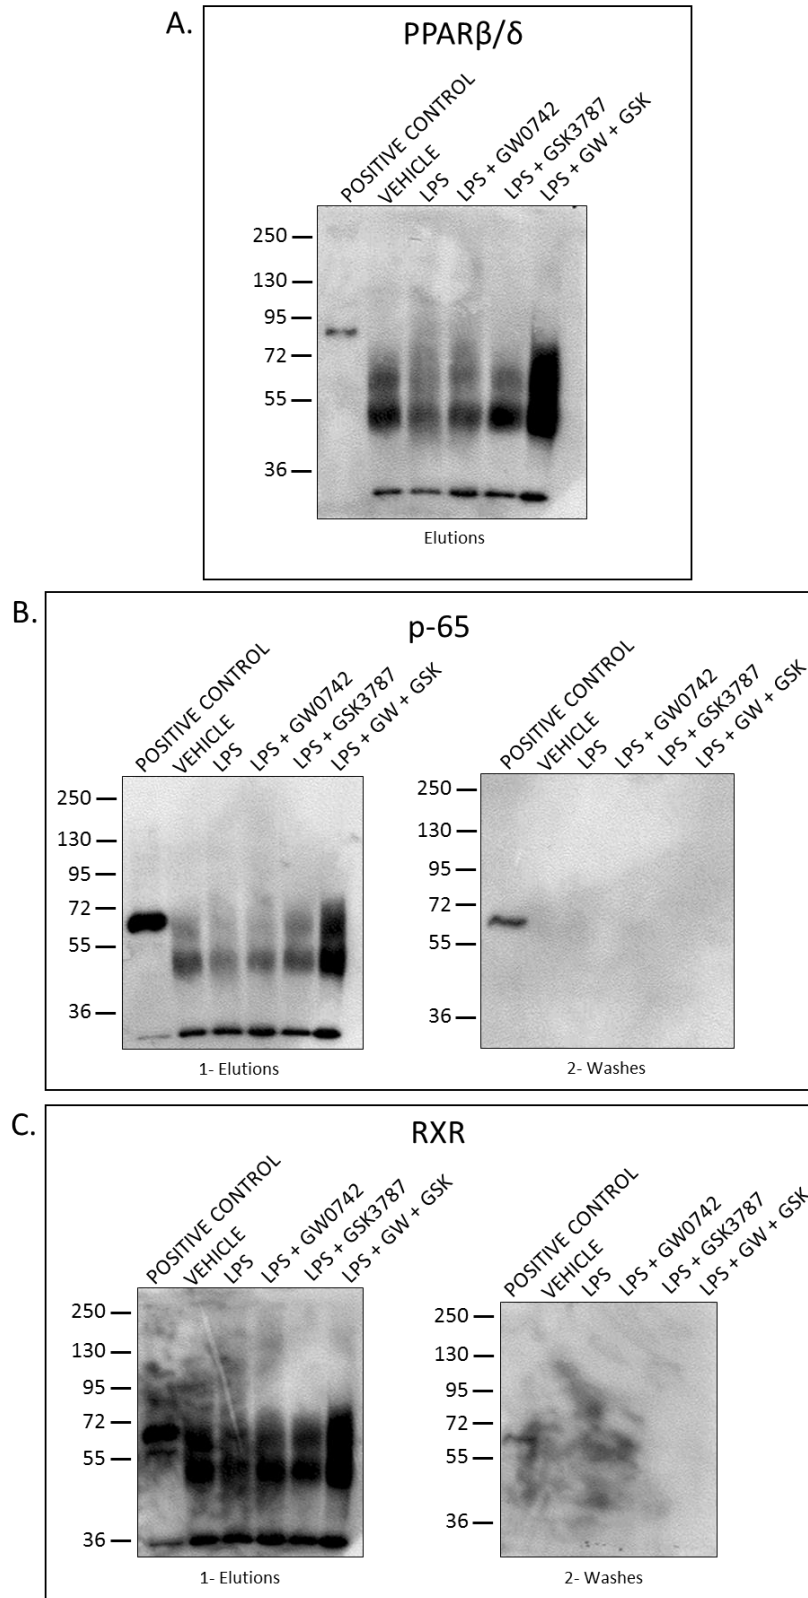 A.
PPARβ/δ
POSITIVE CONTROL
VEHICLE
LPS
LPS + GW0742
LPS + GSK3787
LPS + GW + GSK
250
130
95
72
55
36
Elutions
B.
p-65
POSITIVE CONTROL
VEHICLE
LPS
LPS + GW0742
LPS + GSK3787
LPS + GW + GSK
250
130
95
72
55
36
1- Elutions
POSITIVE CONTROL
VEHICLE
LPS
LPS + GW0742
LPS + GSK3787
LPS + GW + GSK
250
130
95
72
55
36
2- Washes
C.
RXR
POSITIVE CONTROL
VEHICLE
LPS
LPS + GW0742
LPS + GSK3787
LPS + GW + GSK
250
130
95
72
55
36
1- Elutions
POSITIVE CONTROL
VEHICLE
LPS
LPS + GW0742
LPS + GSK3787
LPS + GW + GSK
250
130
95
72
55
36
2- Washes